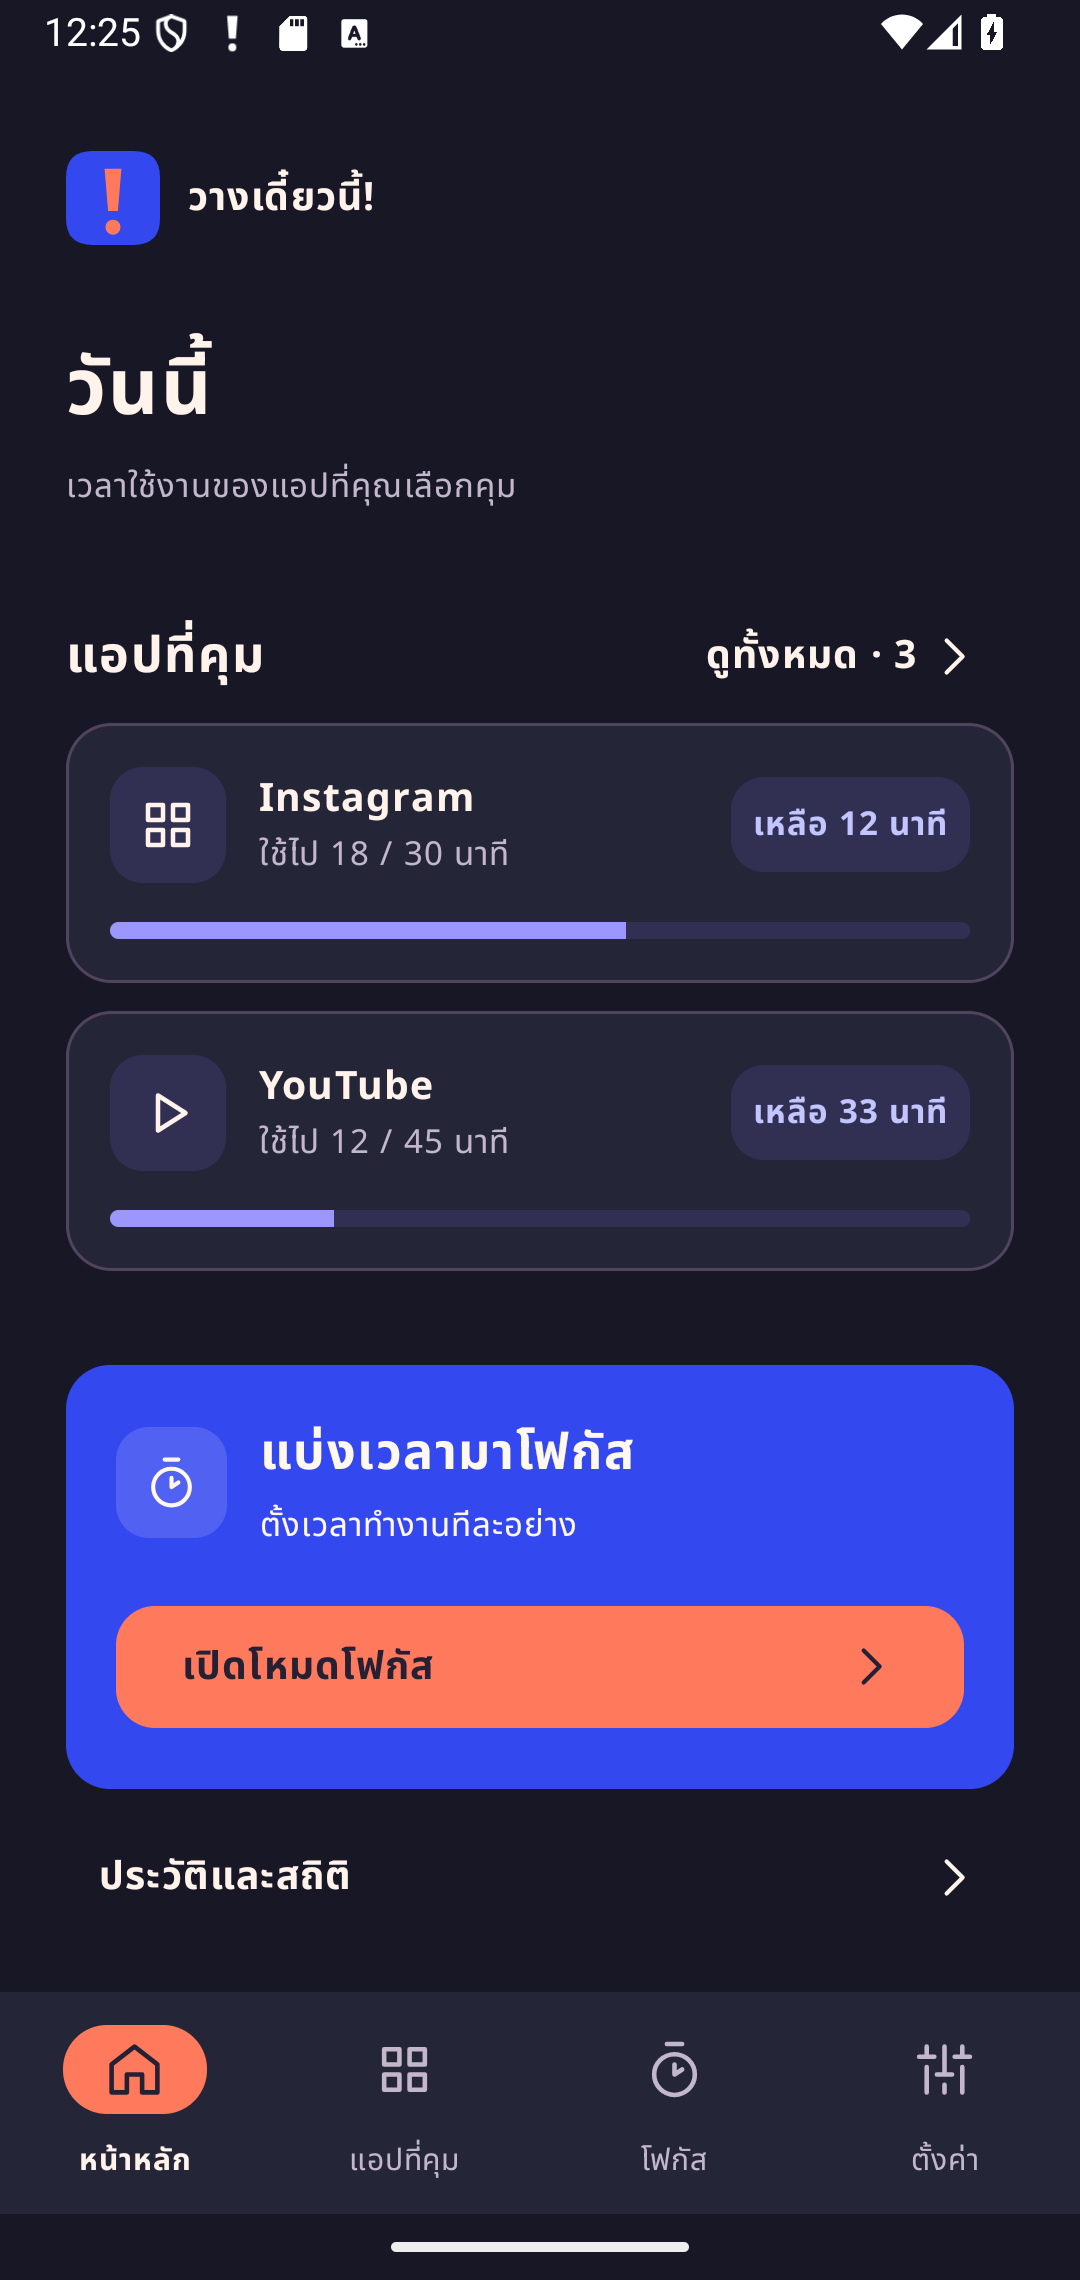 12:25
วางเดี๋ยวนี้!
วันนี้
เวลาใช้งานของแอปที่คุณเลือกคุม
แอปที่คุม
ดูทั้งหมด · 3
Instagram
ใช้ไป 18 / 30 นาที
เหลือ 12 นาที
YouTube
ใช้ไป 12 / 45 นาที
เหลือ 33 นาที
แบ่งเวลามาโฟกัส
ตั้งเวลาทำงานทีละอย่าง
เปิดโหมดโฟกัส
ประวัติและสถิติ
หน้าหลัก
แอปที่คุม
โฟกัส
ตั้งค่า